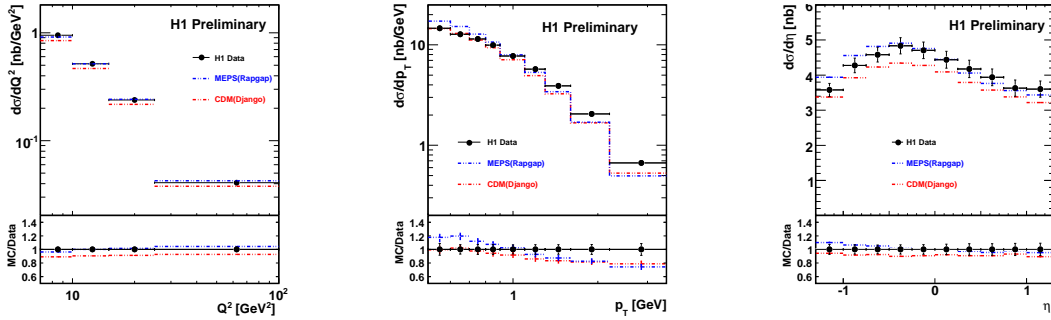 H1 Preliminary
dσ/dQ² [nb/GeV²]
1
10⁻¹
H1 Data
MEPS(Rapgap)
CDM(Django)
MC/Data
1.4
1.2
1
0.8
0.6
10
10²
Q² [GeV²]
H1 Preliminary
dσ/dp_T [nb/GeV]
10
1
H1 Data
MEPS(Rapgap)
CDM(Django)
MC/Data
1.4
1.2
1
0.8
0.6
1
p_T [GeV]
H1 Preliminary
dσ/dη [nb]
6
5
4
3
2
1
0
H1 Data
MEPS(Rapgap)
CDM(Django)
MC/Data
1.4
1.2
1
0.8
0.6
-1
0
1
η